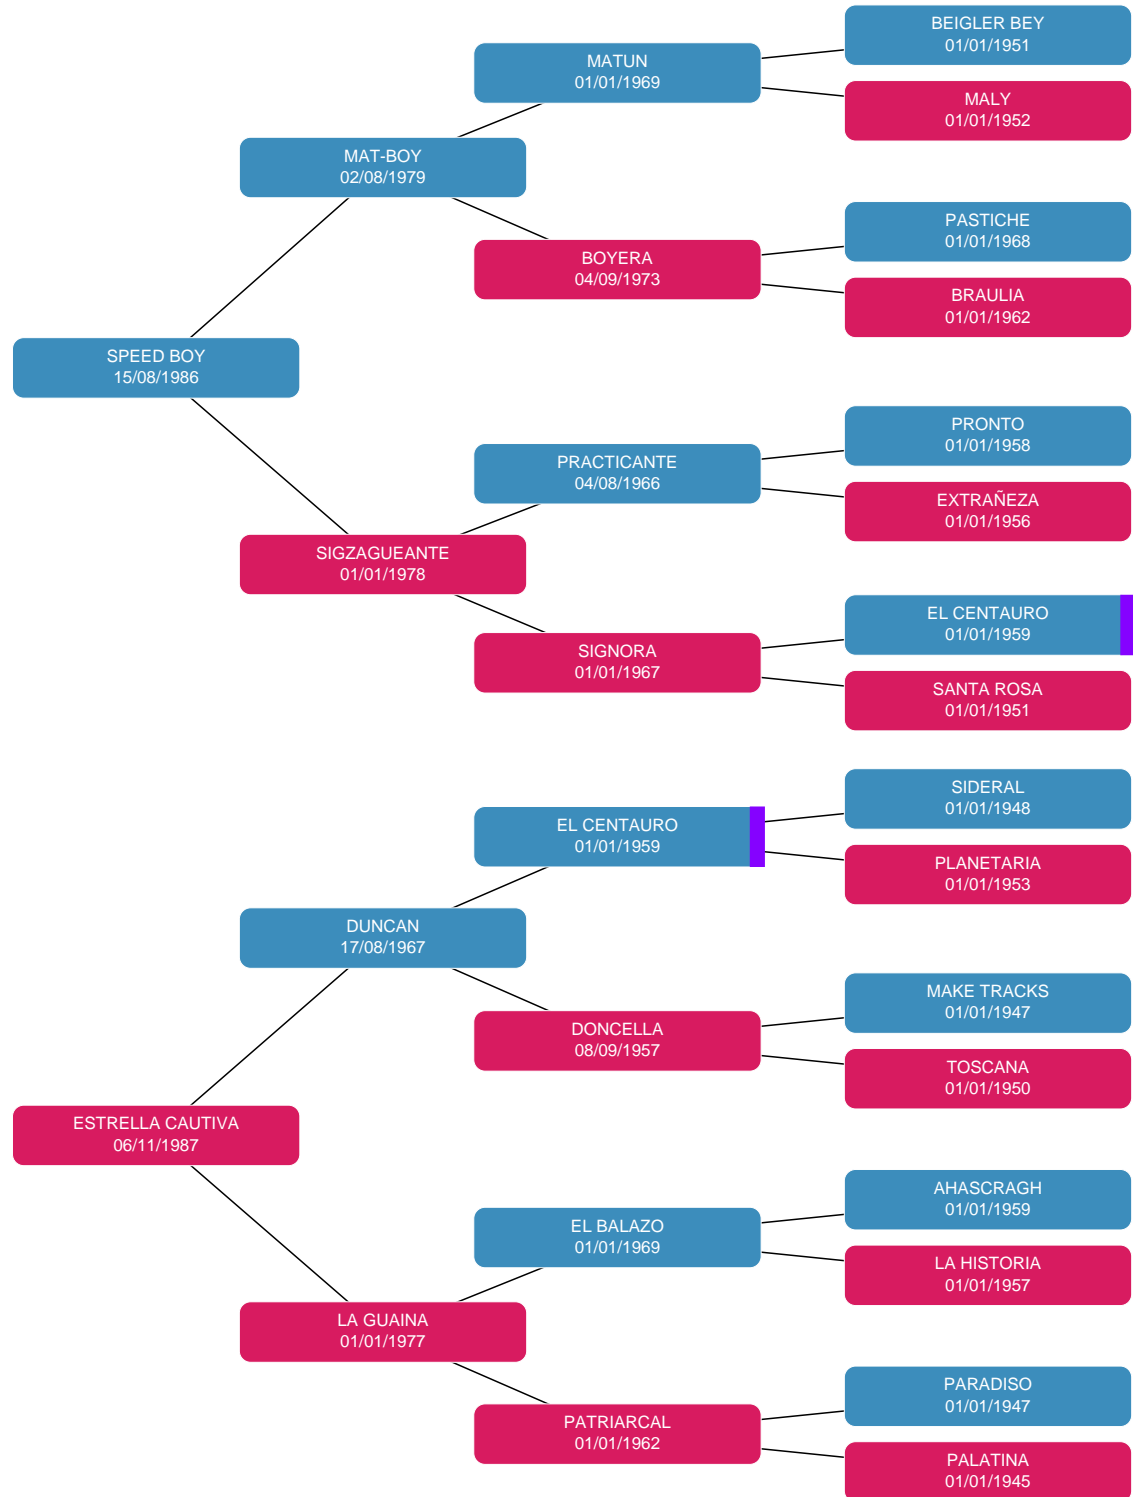 BEIGLER BEY
01/01/1951
MATUN
01/01/1969
MALY
01/01/1952
MAT-BOY
02/08/1979
PASTICHE
01/01/1968
BOYERA
04/09/1973
BRAULIA
01/01/1962
SPEED BOY
15/08/1986
PRONTO
01/01/1958
PRACTICANTE
04/08/1966
EXTRAÑEZA
01/01/1956
SIGZAGUEANTE
01/01/1978
EL CENTAURO
01/01/1959
SIGNORA
01/01/1967
SANTA ROSA
01/01/1951
SIDERAL
01/01/1948
EL CENTAURO
01/01/1959
PLANETARIA
01/01/1953
DUNCAN
17/08/1967
MAKE TRACKS
01/01/1947
DONCELLA
08/09/1957
TOSCANA
01/01/1950
ESTRELLA CAUTIVA
06/11/1987
AHASCRAGH
01/01/1959
EL BALAZO
01/01/1969
LA HISTORIA
01/01/1957
LA GUAINA
01/01/1977
PARADISO
01/01/1947
PATRIARCAL
01/01/1962
PALATINA
01/01/1945